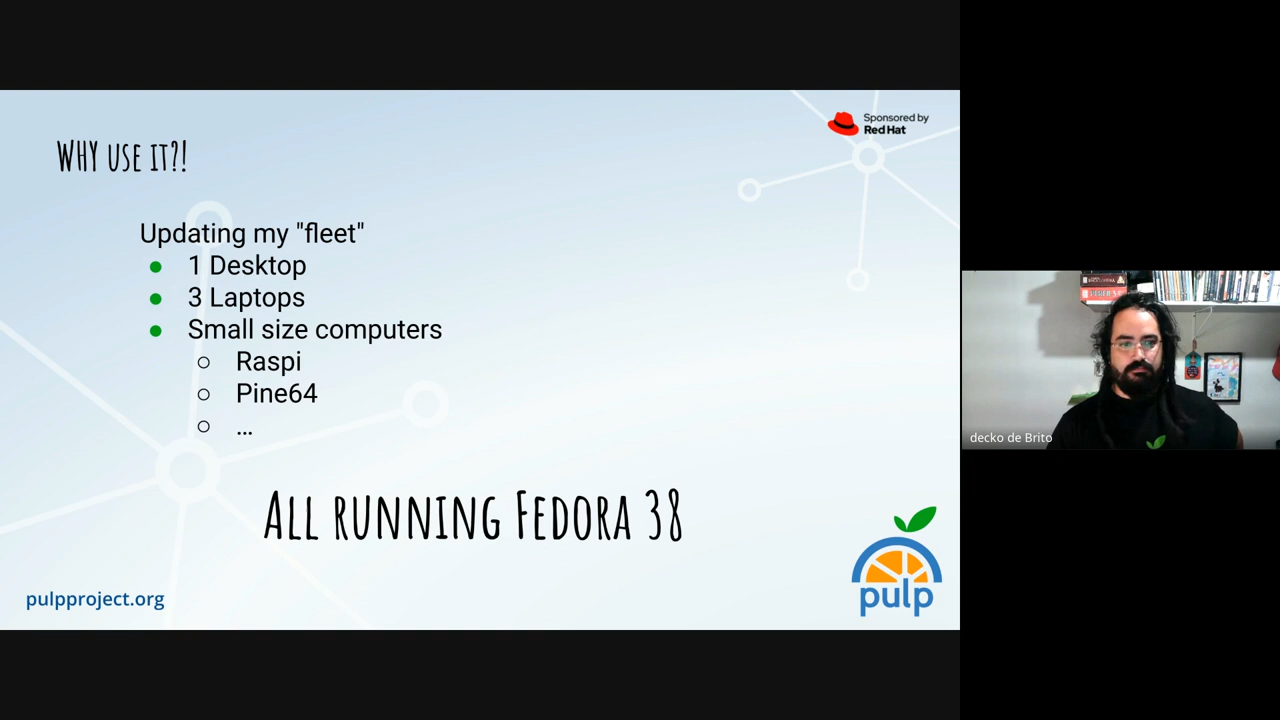 Sponsored by
Red Hat
WHY USE IT?!
Updating my "fleet"
● 1 Desktop
● 3 Laptops
● Small size computers
○ Raspi
○ Pine64
○ ...
ALL RUNNING FEDORA 38
pulpproject.org
pulp
decko de Brito